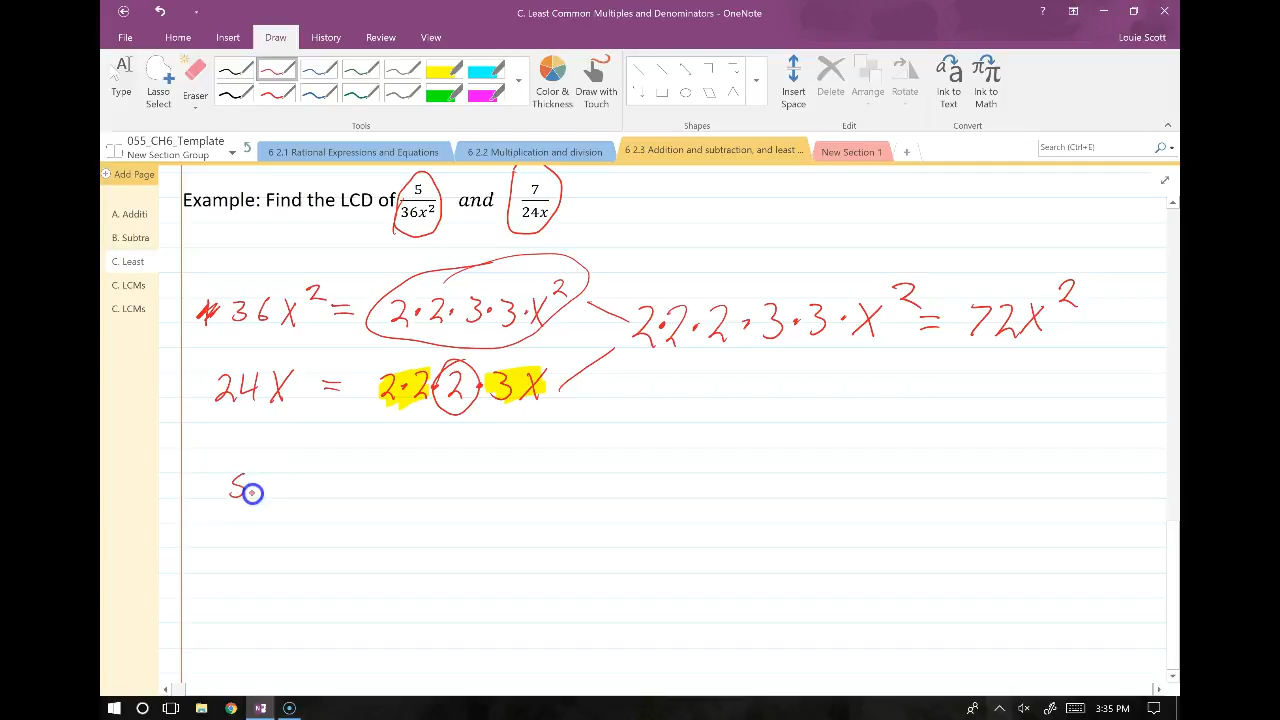 C. Least Common Multiples and Denominators - OneNote
?
File Home Insert Draw History Review View
Louie Scott
Type
Lasso Select
Eraser
Color & Thickness
Draw with Touch
Insert Space
Delete
Arrange
Rotate
Ink to Text
Ink to Math
Tools
Shapes
Edit
Convert
055_CH6_Template
New Section Group
6 2.1 Rational Expressions and Equations
6 2.2 Multiplication and division
6 2.3 Addition and subtraction, and least ...
New Section 1
+
Search (Ctrl+E)
Add Page
A. Additi
B. Subtra
C. Least
C. LCMs
C. LCMs
Example: Find the LCD of 5/36x² and 7/24x
36x² = 2·2·3·3·x²
2·2·2·3·3·x² = 72x²
24x = 2·2·2·3x
5
3:35 PM